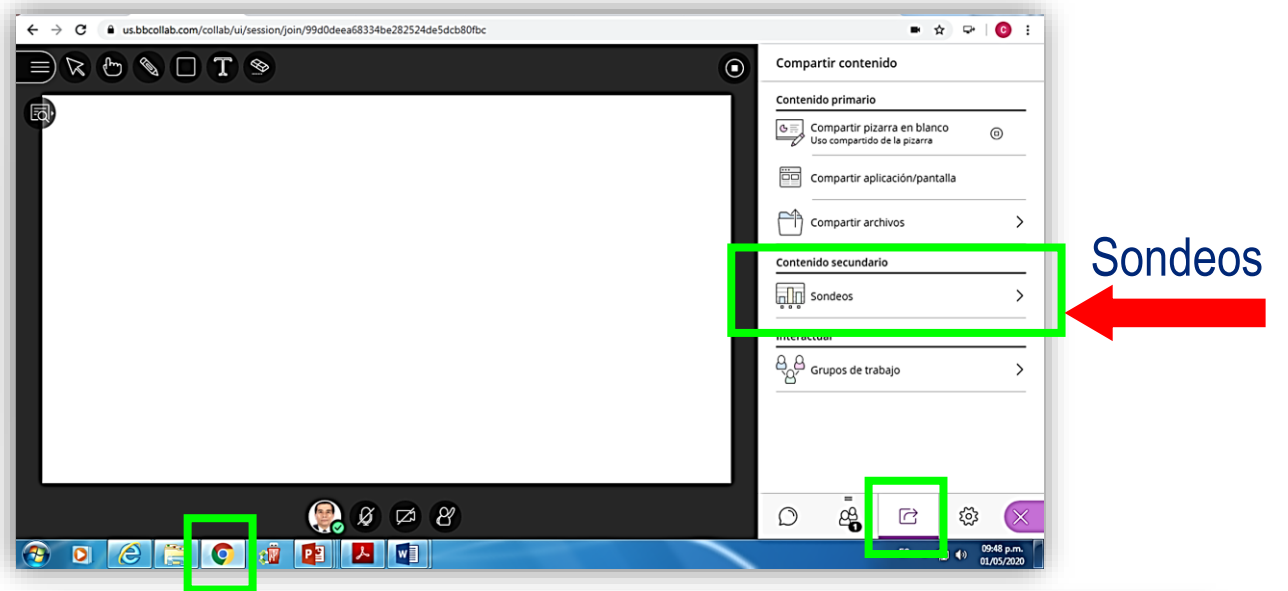 us.bbcollab.com/collab/ui/session/join/99d0deea68334be282524de5dcb80fbc
C
T
Compartir contenido
Contenido primario
Compartir pizarra en blanco
Uso compartido de la pizarra
Compartir aplicación/pantalla
Compartir archivos
Contenido secundario
Sondeos
Interactuar
Grupos de trabajo
1
09:48 p.m.
01/05/2020
Sondeos